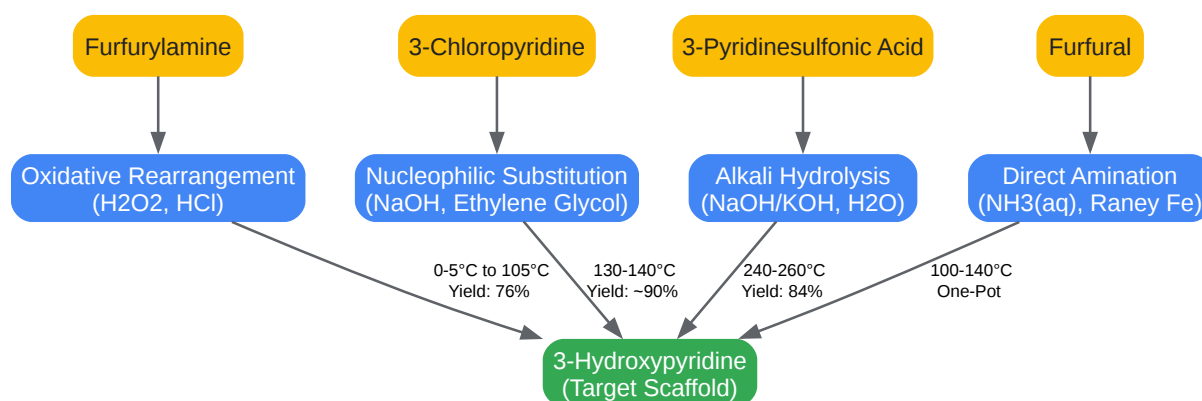 Furfurylamine
3-Chloropyridine
3-Pyridinesulfonic Acid
Furfural
Oxidative Rearrangement
(H2O2, HCl)
Nucleophilic Substitution
(NaOH, Ethylene Glycol)
Alkali Hydrolysis
(NaOH/KOH, H2O)
Direct Amination
(NH3(aq), Raney Fe)
0-5°C to 105°C
Yield: 76%
130-140°C
Yield: ~90%
240-260°C
Yield: 84%
100-140°C
One-Pot
3-Hydroxypyridine
(Target Scaffold)